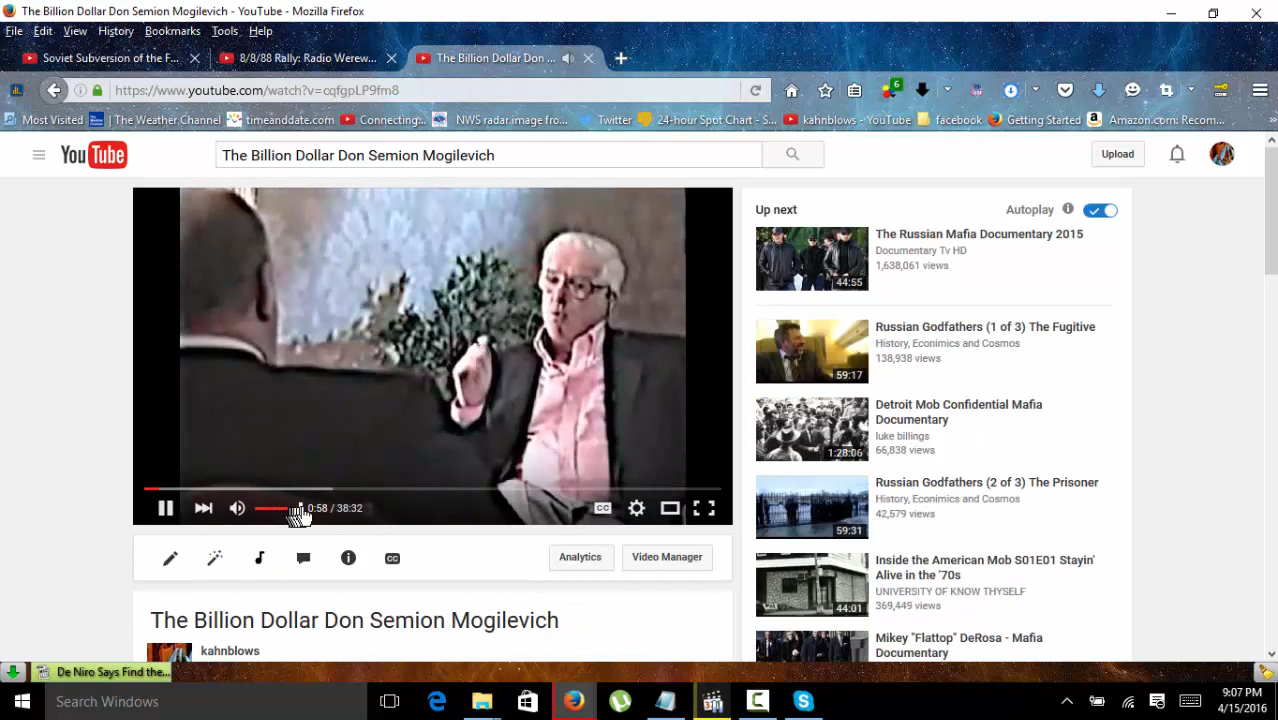 The Billion Dollar Don Semion Mogilevich - YouTube - Mozilla Firefox
File Edit View History Bookmarks Tools Help
Soviet Subversion of the F...
8/8/88 Rally: Radio Werew...
The Billion Dollar Don ...
https://www.youtube.com/watch?v=cqfgpLP9fm8
6
Most Visited
| The Weather Channel
timeanddate.com
Connecting...
NWS radar image fro...
Twitter
24-hour Spot Chart - S...
kahnblows - YouTube
facebook
Getting Started
Amazon.com: Recom...
YouTube
The Billion Dollar Don Semion Mogilevich
Upload
Up next
Autoplay
The Russian Mafia Documentary 2015
Documentary Tv HD
1,638,061 views
44:55
Russian Godfathers (1 of 3) The Fugitive
History, Econimics and Cosmos
138,938 views
59:17
Detroit Mob Confidential Mafia
Documentary
luke billings
66,838 views
1:28:06
Russian Godfathers (2 of 3) The Prisoner
History, Econimics and Cosmos
42,579 views
59:31
Inside the American Mob S01E01 Stayin'
Alive in the '70s
UNIVERSITY OF KNOW THYSELF
369,449 views
44:01
Mikey "Flattop" DeRosa - Mafia
Documentary
0:58 / 38:32
CC
CC
Analytics
Video Manager
The Billion Dollar Don Semion Mogilevich
kahnblows
De Niro Says Find the...
Search Windows
9:07 PM
4/15/2016